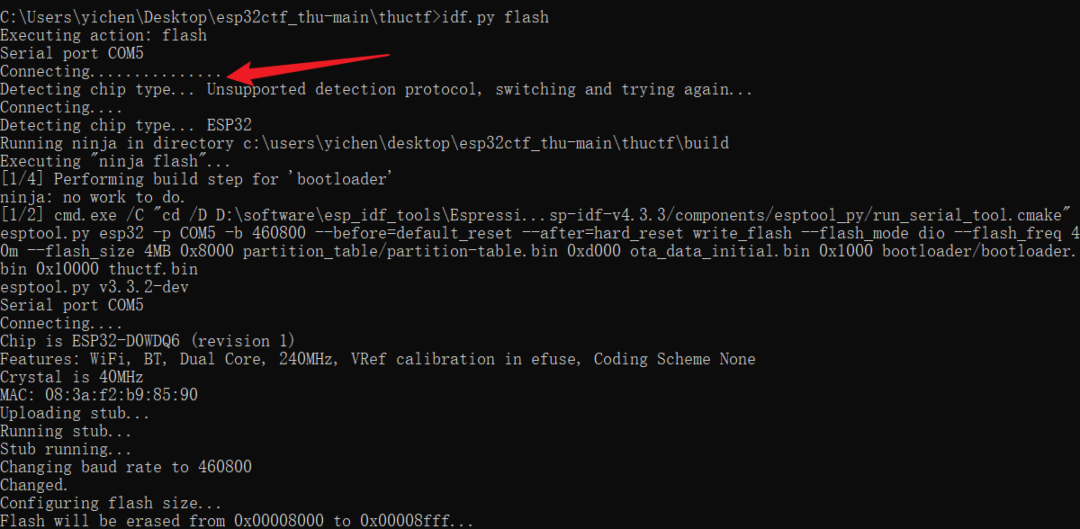 C:\Users\yichen\Desktop\esp32ctf_thu-main\thuctf>idf.py flash
Executing action: flash
Serial port COM5
Connecting...............
Detecting chip type... Unsupported detection protocol, switching and trying again...
Connecting....
Detecting chip type... ESP32
Running ninja in directory c:\users\yichen\desktop\esp32ctf_thu-main\thuctf\build
Executing "ninja flash"...
[1/4] Performing build step for 'bootloader'
ninja: no work to do.
[1/2] cmd.exe /C "cd /D D:\software\esp_idf_tools\Espressi...sp-idf-v4.3.3/components/esptool_py/run_serial_tool.cmake"
esptool.py esp32 -p COM5 -b 460800 --before=default_reset --after=hard_reset write_flash --flash_mode dio --flash_freq 4
0m --flash_size 4MB 0x8000 partition_table/partition-table.bin 0xd000 ota_data_initial.bin 0x1000 bootloader/bootloader.
bin 0x10000 thuctf.bin
esptool.py v3.3.2-dev
Serial port COM5
Connecting....
Chip is ESP32-D0WDQ6 (revision 1)
Features: WiFi, BT, Dual Core, 240MHz, VRef calibration in efuse, Coding Scheme None
Crystal is 40MHz
MAC: 08:3a:f2:b9:85:90
Uploading stub...
Running stub...
Stub running...
Changing baud rate to 460800
Changed.
Configuring flash size...
Flash will be erased from 0x00008000 to 0x00008fff...